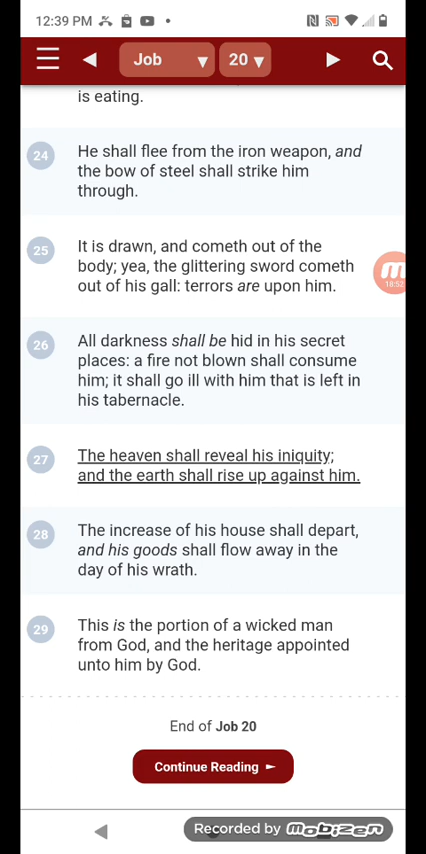 12:39 PM
Job
20
is eating.
24 He shall flee from the iron weapon, and
the bow of steel shall strike him
through.
25 It is drawn, and cometh out of the
body; yea, the glittering sword cometh
out of his gall: terrors are upon him.
18:52
26 All darkness shall be hid in his secret
places: a fire not blown shall consume
him; it shall go ill with him that is left in
his tabernacle.
27 The heaven shall reveal his iniquity;
and the earth shall rise up against him.
28 The increase of his house shall depart,
and his goods shall flow away in the
day of his wrath.
29 This is the portion of a wicked man
from God, and the heritage appointed
unto him by God.
End of Job 20
Continue Reading
Recorded by mobizen